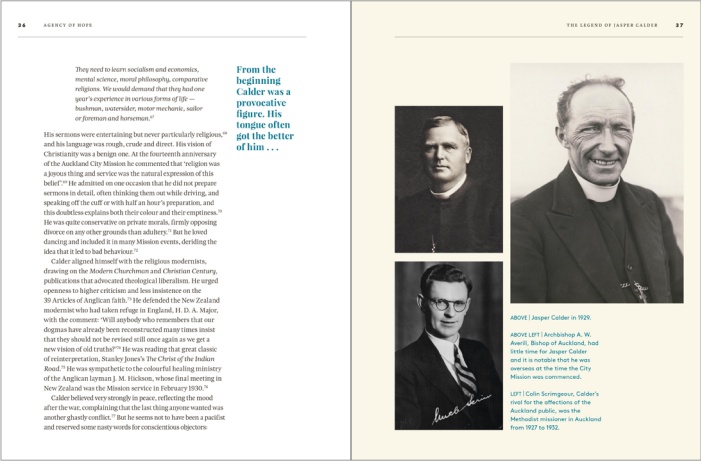 36 AGENCY OF HOPE
They need to learn socialism and economics,
mental science, moral philosophy, comparative
religions. We would demand that they had one
year's experience in various forms of life —
bushman, watersider, motor mechanic, sailor
or foreman and horseman.67
His sermons were entertaining but never particularly religious,68
and his language was rough, crude and direct. His vision of
Christianity was a benign one. At the fourth anniversary
of the Auckland City Mission he commented that 'religion was
a joyous thing and service was the natural expression of this
belief'.69 He admitted on one occasion that he did not prepare
sermons in detail, often thinking them out while driving, and
speaking off the cuff or with half an hour's preparation, and
this doubtless explains both their colour and their emptiness.70
He was quite conservative on private morals, firmly opposing
divorce on any other grounds than adultery.71 But he loved
dancing and included it in many Mission events, deriding the
idea that it led to bad behaviour.72
Calder aligned himself with the religious modernists,
drawing on the Modern Churchman and Christian Century,
publications that advocated theological liberalism. He urged
openness to higher criticism and less insistence on the
39 Articles of Anglican faith.73 He defended the New Zealand
modernist who had taken refuge in England, H. D. A. Major,
with the comment: 'Will anybody who remembers that our
dogmas have already been reconstructed many times insist
that they should not be revised still once again as we get a
new vision of old truths?'74 He was reading that great classic
of reinterpretation, Stanley Jones's The Christ of the Indian
Road.75 He was sympathetic to the colourful healing ministry
of the Anglican layman J. M. Hickson, whose final meeting in
New Zealand was the Mission service in February 1930.76
Calder believed very strongly in peace, reflecting the mood
after the war, complaining that the last thing anyone wanted was
another ghastly conflict.77 But he seems not to have been a pacifist
and reserved some nasty words for conscientious objectors:
From the
beginning
Calder was a
provocative
figure. His
tongue often
got the better
of him . . .
THE LEGEND OF JASPER CALDER 37
ABOVE | Jasper Calder in 1929.
ABOVE LEFT | Archbishop A. W.
Averill, Bishop of Auckland, had
little time for Jasper Calder
and it is notable that he was
overseas at the time the City
Mission was commenced.
LEFT | Colin Scrimgeour, Calder's
rival for the affections of the
Auckland public, was the
Methodist missioner in Auckland
from 1927 to 1932.